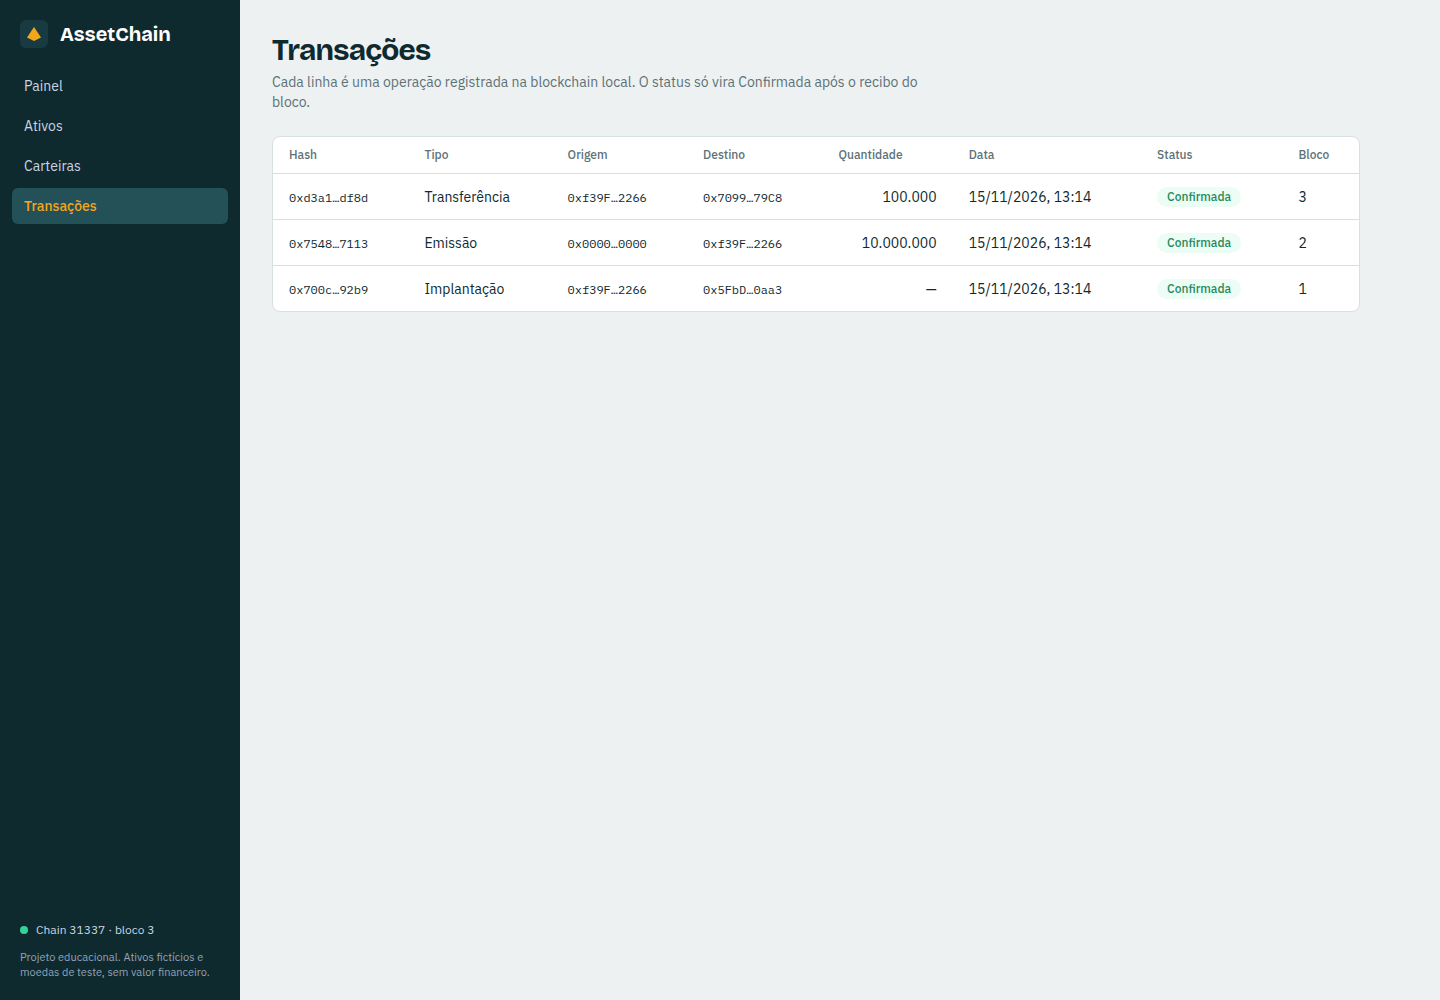 AssetChain
Painel
Ativos
Carteiras
Transações
Chain 31337 · bloco 3
Projeto educacional. Ativos fictícios e
moedas de teste, sem valor financeiro.
Transações
Cada linha é uma operação registrada na blockchain local. O status só vira Confirmada após o recibo do
bloco.
Hash Tipo Origem Destino Quantidade Data Status Bloco
0xd3a1…df8d Transferência 0xf39F…2266 0x7099…79C8 100.000 15/11/2026, 13:14 Confirmada 3
0x7548…7113 Emissão 0x0000…0000 0xf39F…2266 10.000.000 15/11/2026, 13:14 Confirmada 2
0x700c…92b9 Implantação 0xf39F…2266 0x5FbD…0aa3 — 15/11/2026, 13:14 Confirmada 1